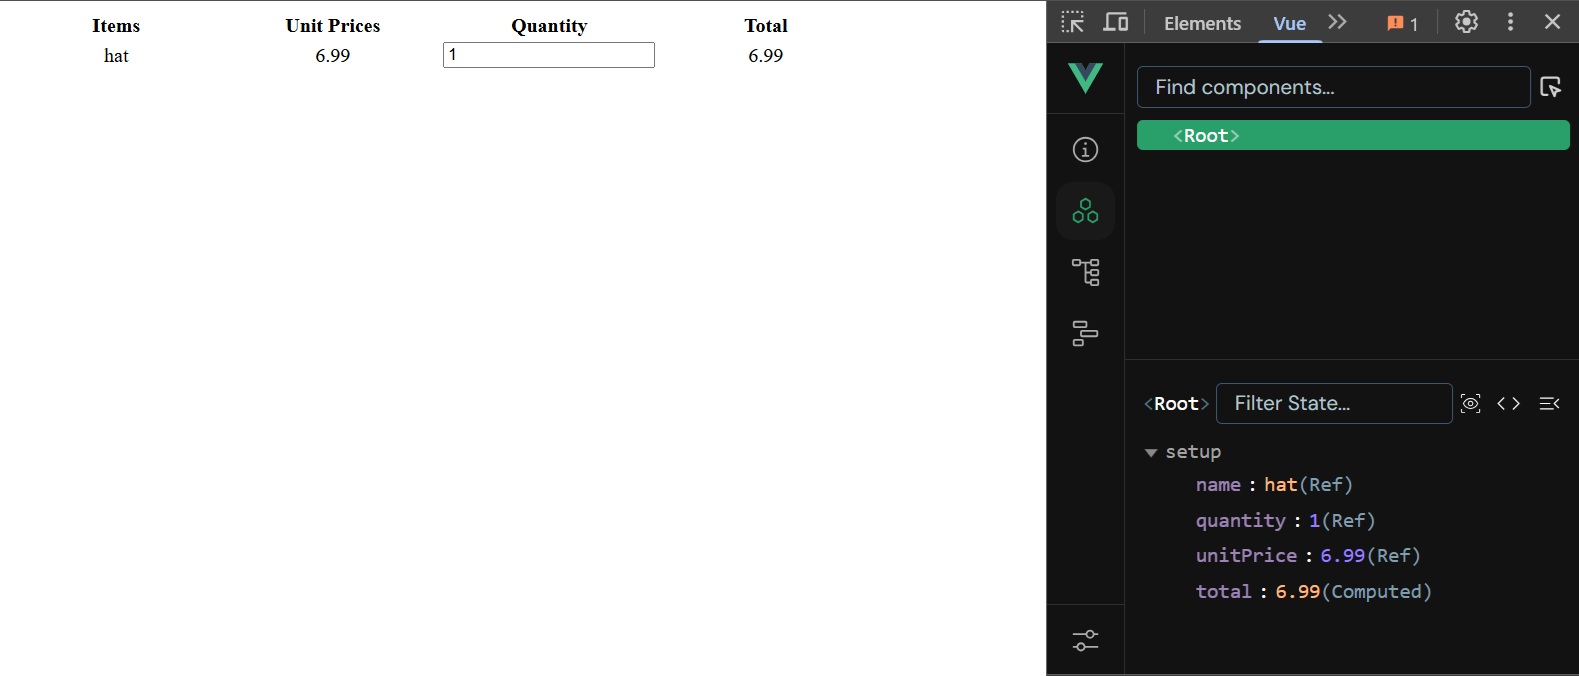 Items Unit Prices Quantity Total
hat 6.99 1 6.99
Elements Vue 1
Find components...
<Root>
<Root> Filter State...
setup
name : hat(Ref)
quantity : 1(Ref)
unitPrice : 6.99(Ref)
total : 6.99(Computed)